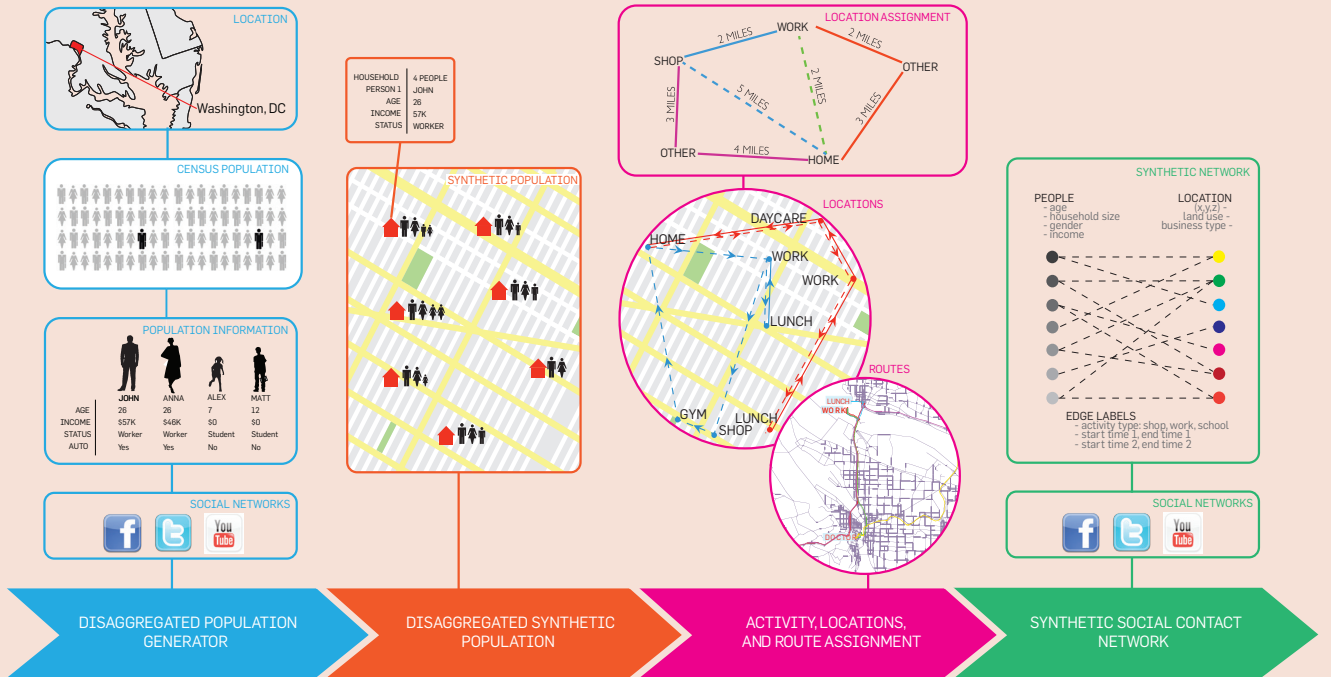 LOCATION
Washington, DC
CENSUS POPULATION
POPULATION INFORMATION
JOHN ANNA ALEX MATT
AGE 26 26 7 12
INCOME $57K $46K $0 $0
STATUS Worker Worker Student Student
AUTO Yes Yes No No
SOCIAL NETWORKS
f t You Tube
DISAGGREGATED POPULATION
GENERATOR
HOUSEHOLD 4 PEOPLE
PERSON 1 JOHN
AGE 26
INCOME 57K
STATUS WORKER
SYNTHETIC POPULATION
DISAGGREGATED SYNTHETIC
POPULATION
LOCATION ASSIGNMENT
WORK
2 MILES
2 MILES
SHOP
OTHER
2 MILES
5 MILES
3 MILES
3 MILES
OTHER
4 MILES
HOME
LOCATIONS
DAYCARE
HOME
WORK
WORK
LUNCH
GYM
LUNCH
SHOP
ROUTES
LUNCH
WORK
DOCTOR
ACTIVITY, LOCATIONS,
AND ROUTE ASSIGNMENT
SYNTHETIC NETWORK
PEOPLE
- age
- household size
- gender
- income
LOCATION
(x,y,z) -
land use -
business type -
EDGE LABELS
- activity type: shop, work, school
- start time 1, end time 1
- start time 2, end time 2
SOCIAL NETWORKS
f t You Tube
SYNTHETIC SOCIAL CONTACT
NETWORK